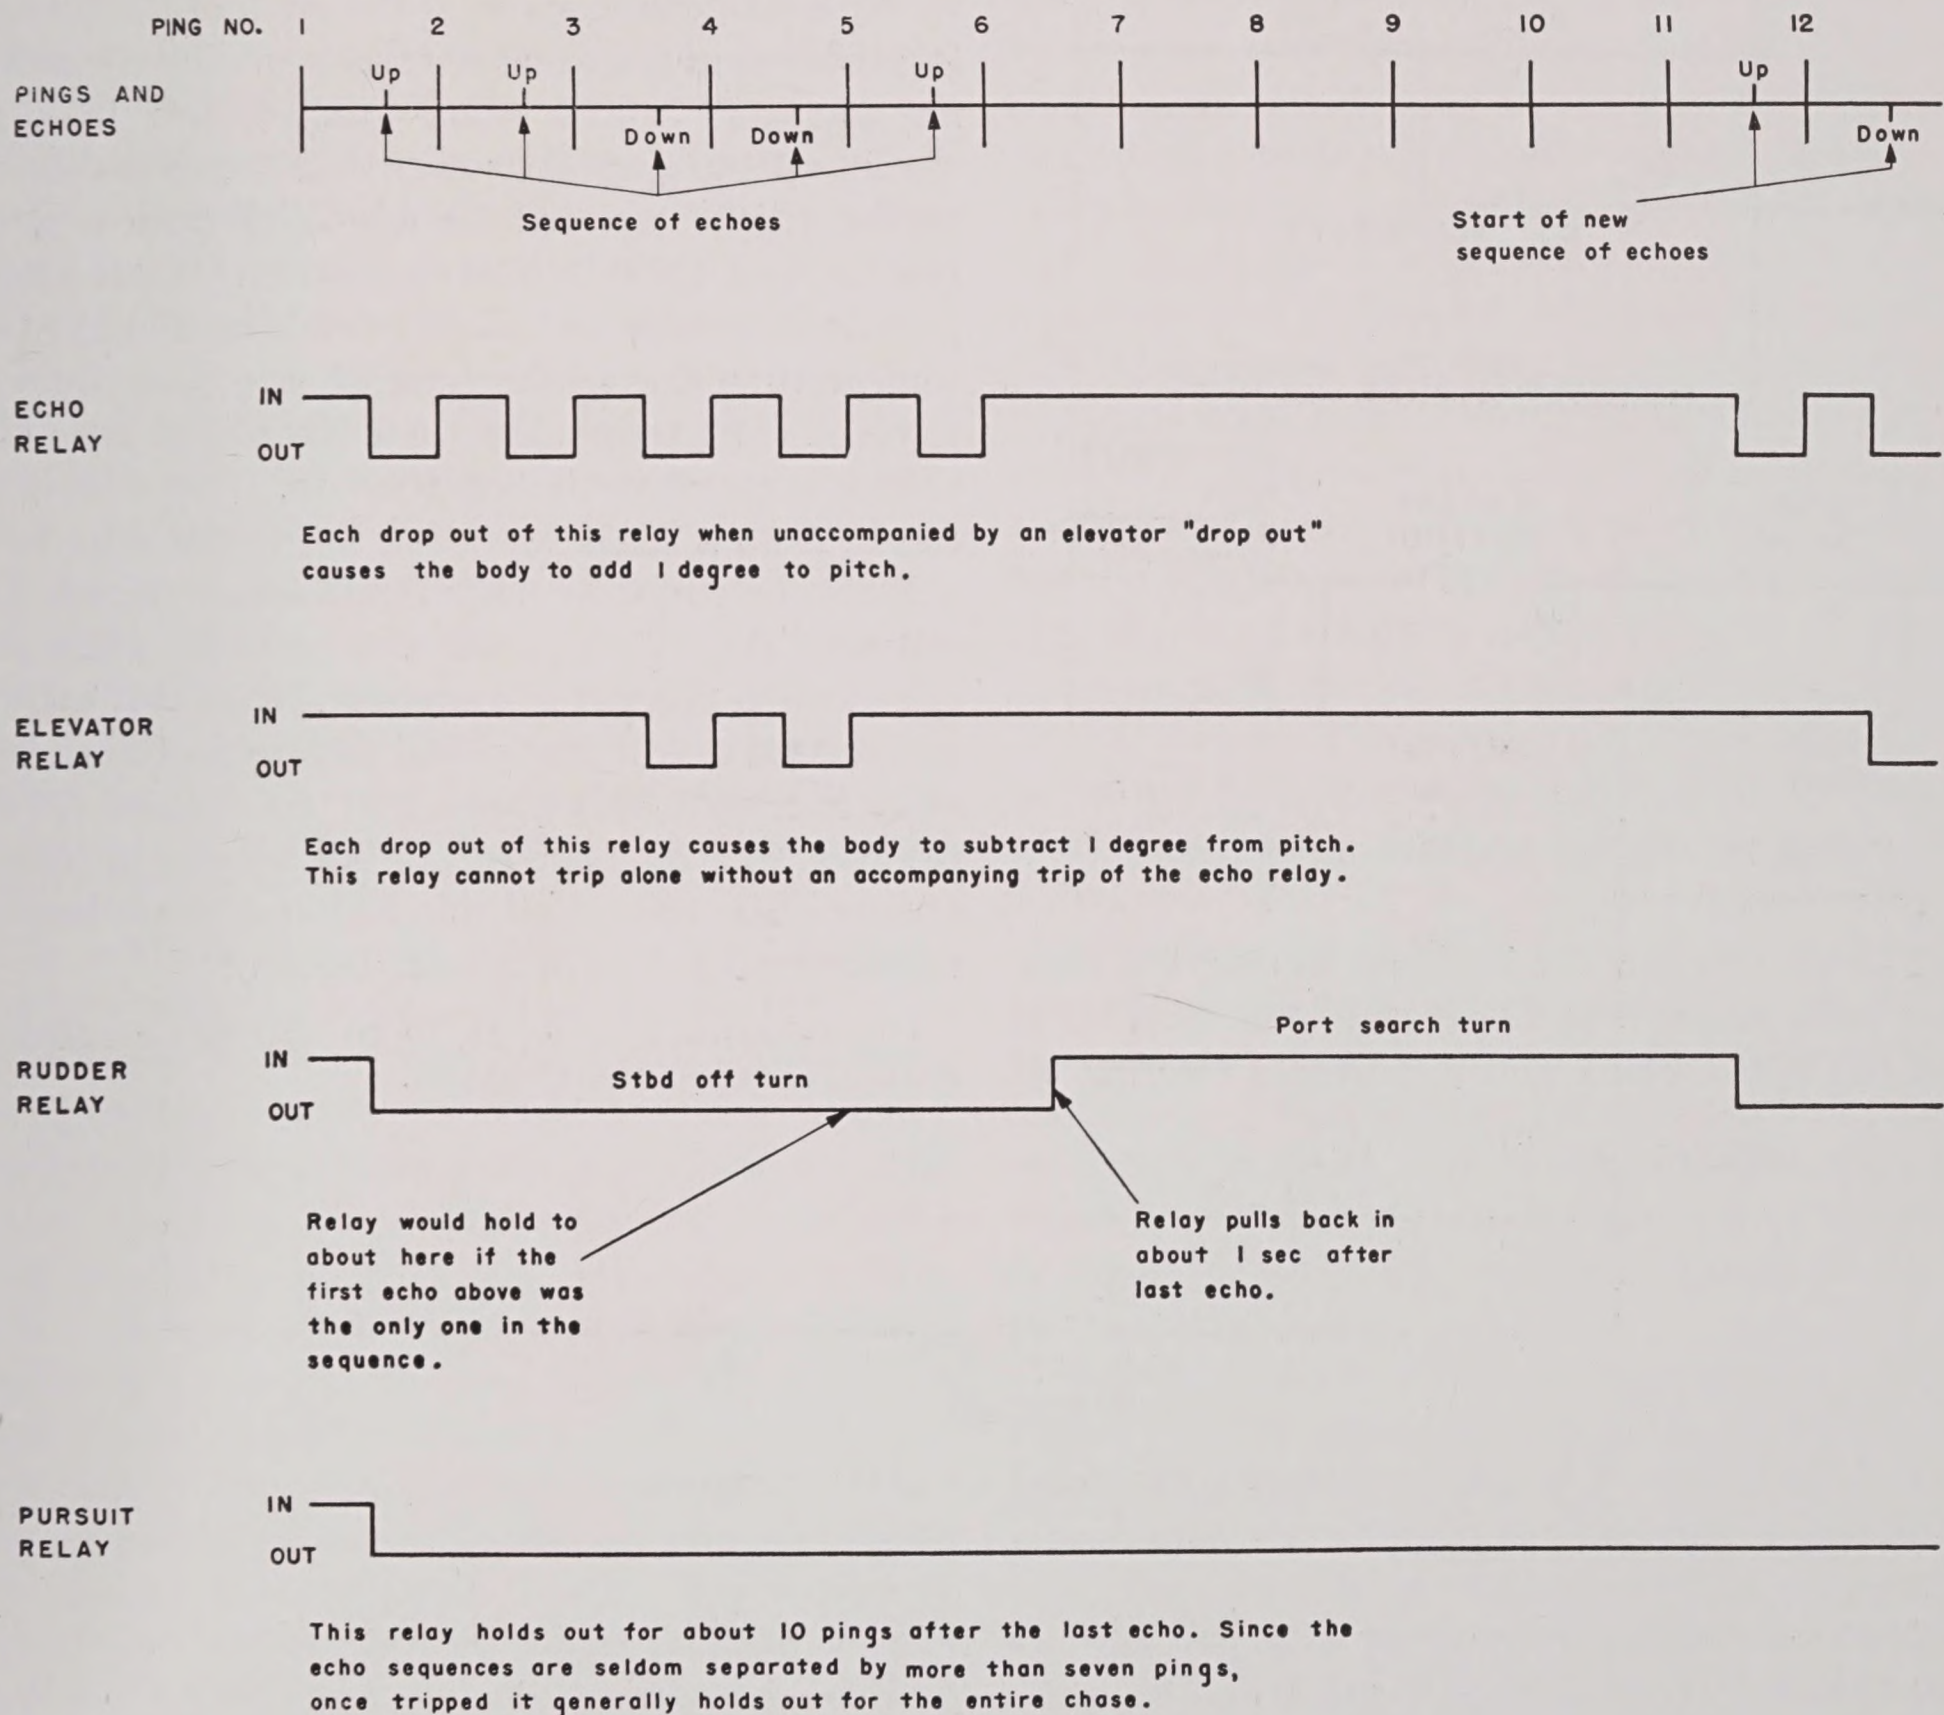 PING NO. 1 2 3 4 5 6 7 8 9 10 11 12
PINGS AND
ECHOES
Up Up Up Up
Down Down Down
Sequence of echoes
Start of new
sequence of echoes
ECHO
RELAY
IN
OUT
Each drop out of this relay when unaccompanied by an elevator "drop out"
causes the body to add 1 degree to pitch.
ELEVATOR
RELAY
IN
OUT
Each drop out of this relay causes the body to subtract 1 degree from pitch.
This relay cannot trip alone without an accompanying trip of the echo relay.
RUDDER
RELAY
IN
OUT
Stbd off turn
Port search turn
Relay would hold to
about here if the
first echo above was
the only one in the
sequence.
Relay pulls back in
about 1 sec after
last echo.
PURSUIT
RELAY
IN
OUT
This relay holds out for about 10 pings after the last echo. Since the
echo sequences are seldom separated by more than seven pings,
once tripped it generally holds out for the entire chase.